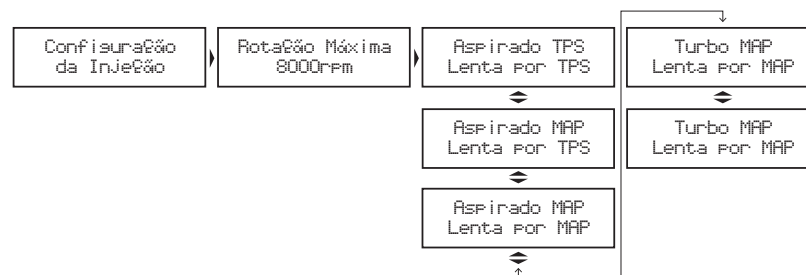 Configuração
da Injeção
Rotação Máxima
8000rpm
Aspirado TPS
Lenta por TPS
Aspirado MAP
Lenta por TPS
Aspirado MAP
Lenta por MAP
Turbo MAP
Lenta por MAP
Turbo MAP
Lenta por MAP